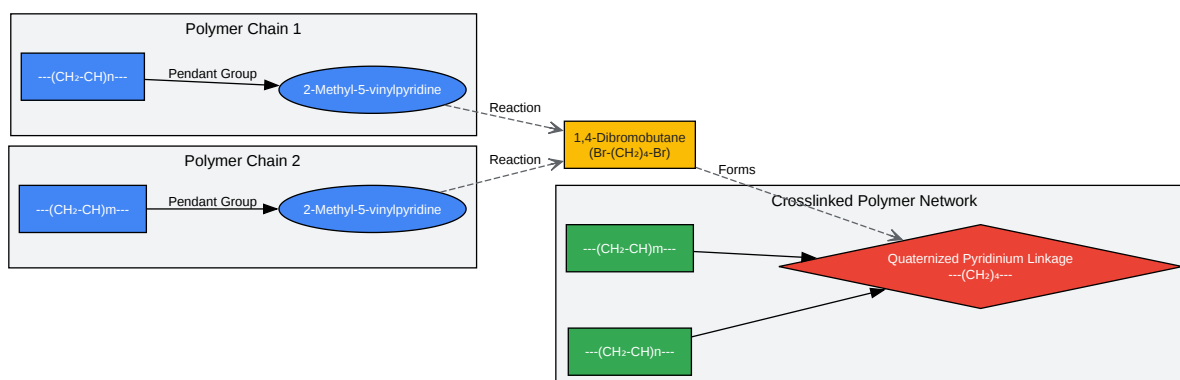 Polymer Chain 1
---(CH₂-CH)n---
Pendant Group
2-Methyl-5-vinylpyridine
Reaction
1,4-Dibromobutane
(Br-(CH₂)₄-Br)
Polymer Chain 2
---(CH₂-CH)m---
Pendant Group
2-Methyl-5-vinylpyridine
Reaction
Forms
Crosslinked Polymer Network
---(CH₂-CH)m---
Quaternized Pyridinium Linkage
---(CH₂)₄---
---(CH₂-CH)n---